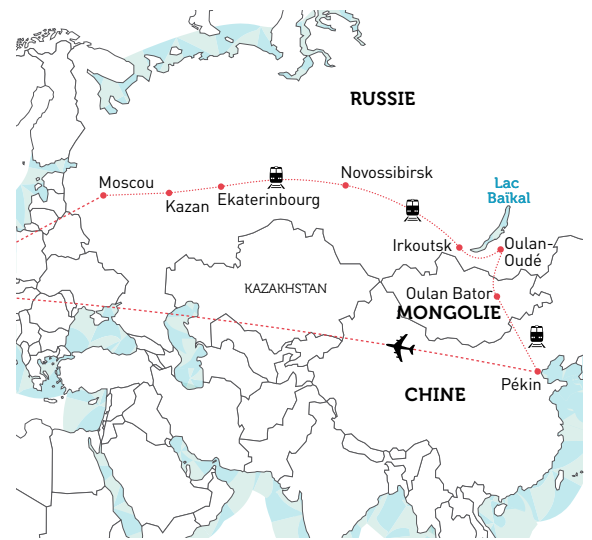 RUSSIE
Novossibirsk
Moscou
Lac
Baïkal
Kazan
Ekaterinbourg
Irkoutsk
Oulan-
Oudé
KAZAKHSTAN
Oulan Bator
MONGOLIE
Pékin
CHINE